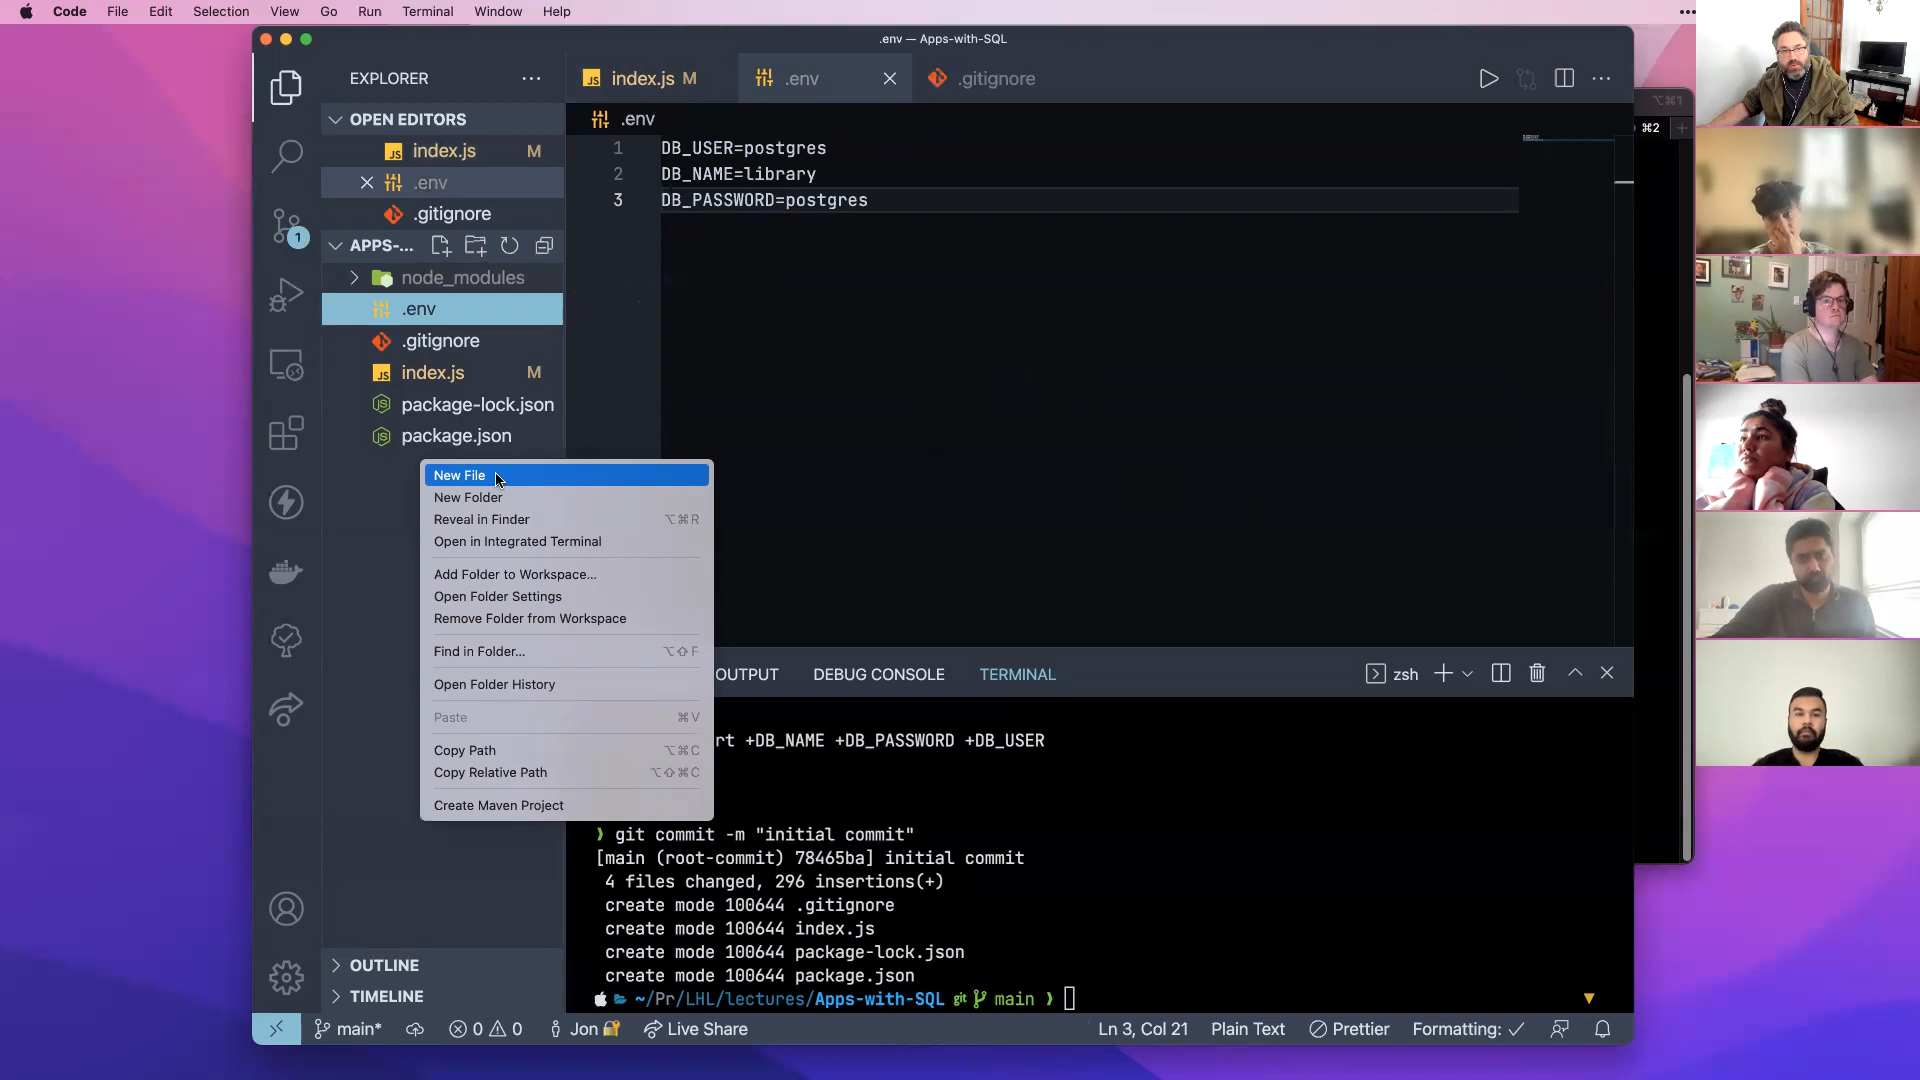 Code File Edit Selection View Go Run Terminal Window Help
.env — Apps-with-SQL
EXPLORER
index.js M
.env
.gitignore
OPEN EDITORS
index.js M
.env
.gitignore
APPS-...
node_modules
.env
.gitignore
index.js M
package-lock.json
package.json
.env
1 DB_USER=postgres
2 DB_NAME=library
3 DB_PASSWORD=postgres
1
⌥⌘1
⌘2
New File
New Folder
Reveal in Finder ⌥⌘R
Open in Integrated Terminal
Add Folder to Workspace...
Open Folder Settings
Remove Folder from Workspace
Find in Folder... ⌥⇧F
Open Folder History
Paste ⌘V
Copy Path ⌥⌘C
Copy Relative Path ⌥⇧⌘C
Create Maven Project
OUTPUT DEBUG CONSOLE TERMINAL
zsh
rt +DB_NAME +DB_PASSWORD +DB_USER
❯ git commit -m "initial commit"
[main (root-commit) 78465ba] initial commit
4 files changed, 296 insertions(+)
create mode 100644 .gitignore
create mode 100644 index.js
create mode 100644 package-lock.json
create mode 100644 package.json
~/Pr/LHL/lectures/Apps-with-SQL git main ❯
OUTLINE
TIMELINE
main* 0 0 Jon Live Share Ln 3, Col 21 Plain Text Prettier Formatting: ✓